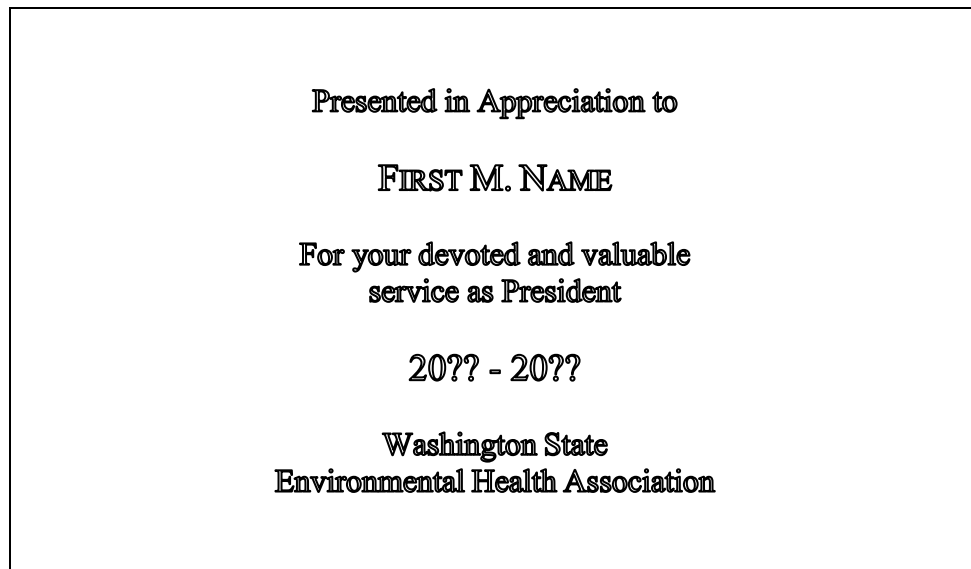 Presented in Appreciation to
FIRST M. NAME
For your devoted and valuable
service as President
20?? - 20??
Washington State
Environmental Health Association